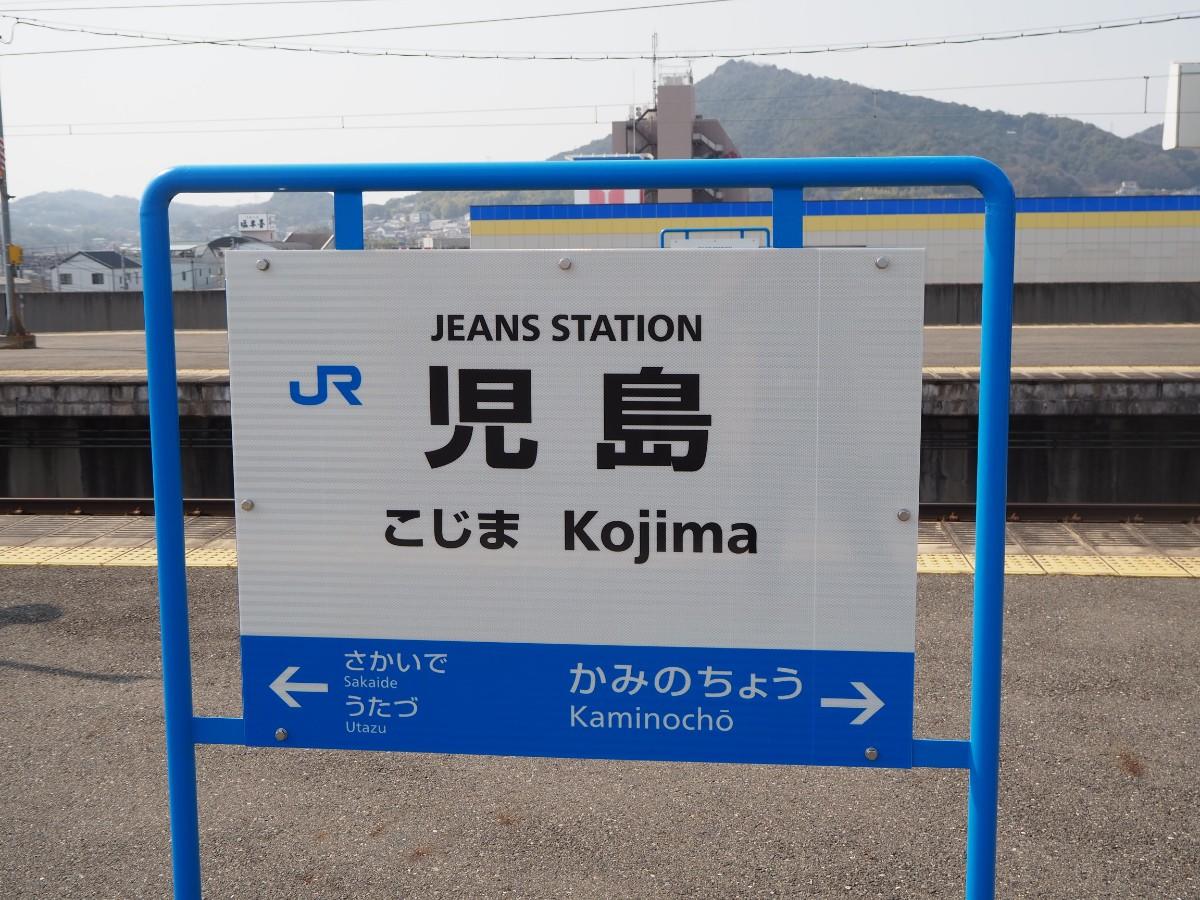 JEANS STATION
JR
児島
こじま Kojima
さかいで
Sakaide
うたづ
Utazu
かみのちょう
Kaminochō